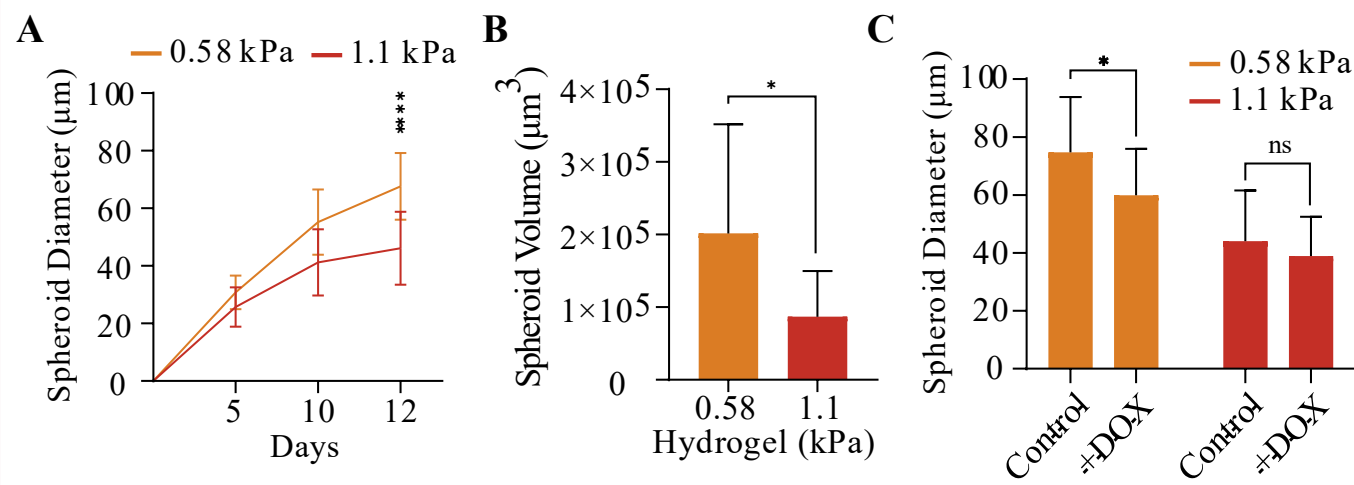 A
0.58 kPa 1.1 kPa
Spheroid Diameter (μm)
100
80
60
40
20
0
****
5 10 12
Days
B
Spheroid Volume (μm³)
4×10⁵
3×10⁵
2×10⁵
1×10⁵
0
*
0.58 1.1
Hydrogel (kPa)
C
0.58 kPa
1.1 kPa
Spheroid Diameter (μm)
100
80
60
40
20
0
*
ns
Control +DOX Control +DOX